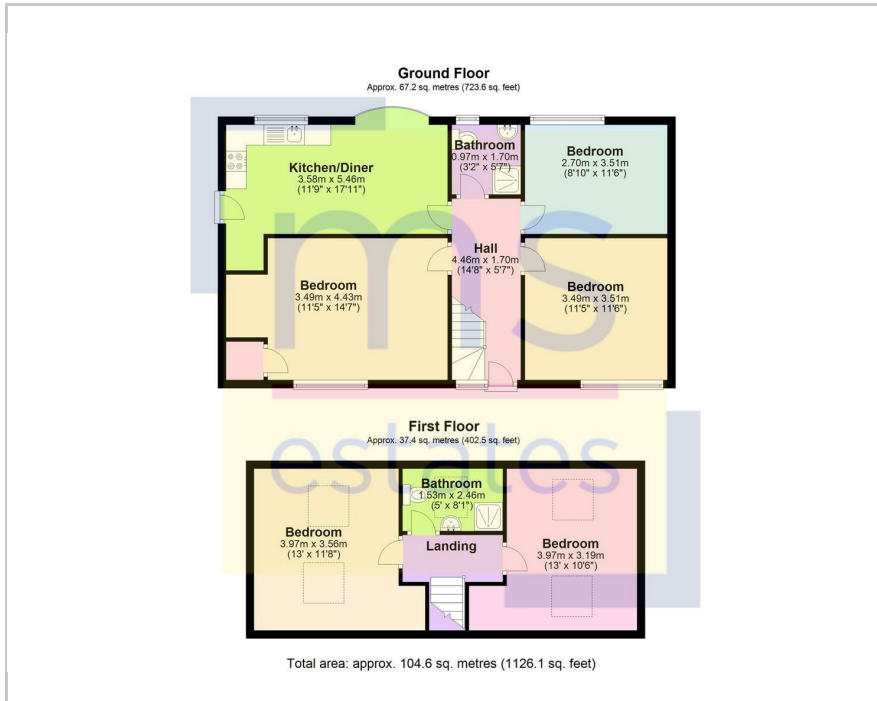 Ground Floor
Approx. 67.2 sq. metres (723.6 sq. feet)
Kitchen/Diner
3.58m x 5.46m
(11'9" x 17'11")
Bathroom
0.97m x 1.70m
(3'2" x 5'7")
Bedroom
2.70m x 3.51m
(8'10" x 11'6")
Hall
4.46m x 1.70m
(14'8" x 5'7")
Bedroom
3.49m x 4.43m
(11'5" x 14'7")
Bedroom
3.49m x 3.51m
(11'5" x 11'6")
ms
estates
First Floor
Approx. 37.4 sq. metres (402.5 sq. feet)
Bathroom
1.53m x 2.46m
(5' x 8'1")
Bedroom
3.97m x 3.56m
(13' x 11'8")
Landing
Bedroom
3.97m x 3.19m
(13' x 10'6")
Total area: approx. 104.6 sq. metres (1126.1 sq. feet)